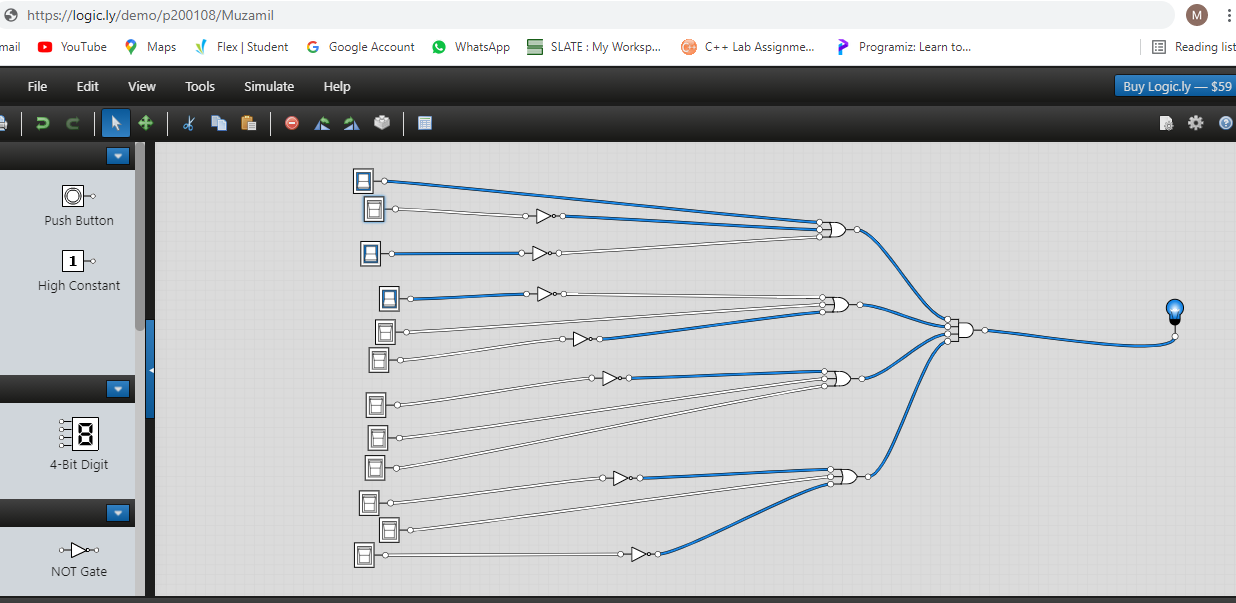 https://logic.ly/demo/p200108/Muzamil
M
mail YouTube Maps Flex | Student Google Account WhatsApp SLATE : My Worksp... C++ Lab Assignme... Programiz: Learn to... Reading list
File Edit View Tools Simulate Help Buy Logic.ly — $59
Push Button
1
High Constant
8
4-Bit Digit
NOT Gate